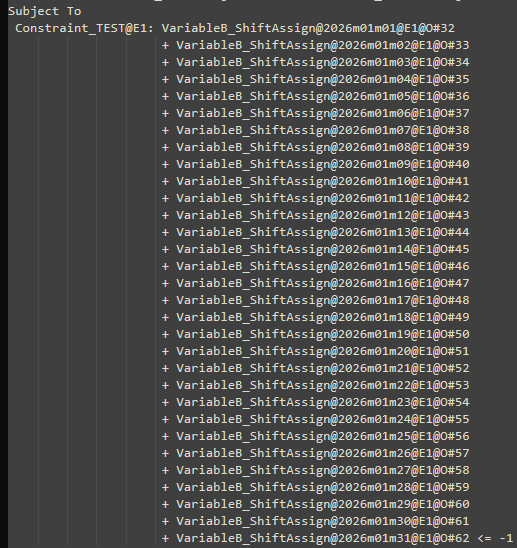 Subject To
Constraint_TEST@E1: VariableB_ShiftAssign@2026m01m01@E1@O#32
+ VariableB_ShiftAssign@2026m01m02@E1@O#33
+ VariableB_ShiftAssign@2026m01m03@E1@O#34
+ VariableB_ShiftAssign@2026m01m04@E1@O#35
+ VariableB_ShiftAssign@2026m01m05@E1@O#36
+ VariableB_ShiftAssign@2026m01m06@E1@O#37
+ VariableB_ShiftAssign@2026m01m07@E1@O#38
+ VariableB_ShiftAssign@2026m01m08@E1@O#39
+ VariableB_ShiftAssign@2026m01m09@E1@O#40
+ VariableB_ShiftAssign@2026m01m10@E1@O#41
+ VariableB_ShiftAssign@2026m01m11@E1@O#42
+ VariableB_ShiftAssign@2026m01m12@E1@O#43
+ VariableB_ShiftAssign@2026m01m13@E1@O#44
+ VariableB_ShiftAssign@2026m01m14@E1@O#45
+ VariableB_ShiftAssign@2026m01m15@E1@O#46
+ VariableB_ShiftAssign@2026m01m16@E1@O#47
+ VariableB_ShiftAssign@2026m01m17@E1@O#48
+ VariableB_ShiftAssign@2026m01m18@E1@O#49
+ VariableB_ShiftAssign@2026m01m19@E1@O#50
+ VariableB_ShiftAssign@2026m01m20@E1@O#51
+ VariableB_ShiftAssign@2026m01m21@E1@O#52
+ VariableB_ShiftAssign@2026m01m22@E1@O#53
+ VariableB_ShiftAssign@2026m01m23@E1@O#54
+ VariableB_ShiftAssign@2026m01m24@E1@O#55
+ VariableB_ShiftAssign@2026m01m25@E1@O#56
+ VariableB_ShiftAssign@2026m01m26@E1@O#57
+ VariableB_ShiftAssign@2026m01m27@E1@O#58
+ VariableB_ShiftAssign@2026m01m28@E1@O#59
+ VariableB_ShiftAssign@2026m01m29@E1@O#60
+ VariableB_ShiftAssign@2026m01m30@E1@O#61
+ VariableB_ShiftAssign@2026m01m31@E1@O#62 <= -1